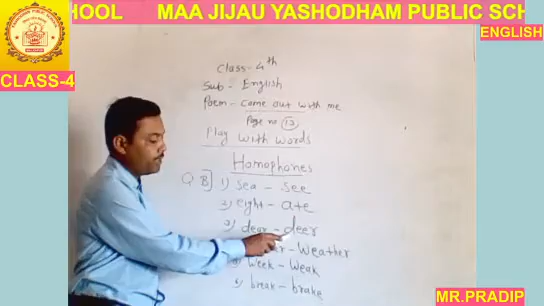 HOOL MAA JIJAU YASHODHAM PUBLIC SCH
ENGLISH
CLASS-4
Class- 4th
Sub- English
Poem- Came out with me
Page no 13
Play with words
Homophones
Q B] 1) Sea - See
2) eight - ate
3) dear - deer
- Weather
5) Week - Weak
6) break - brake
MR.PRADIP